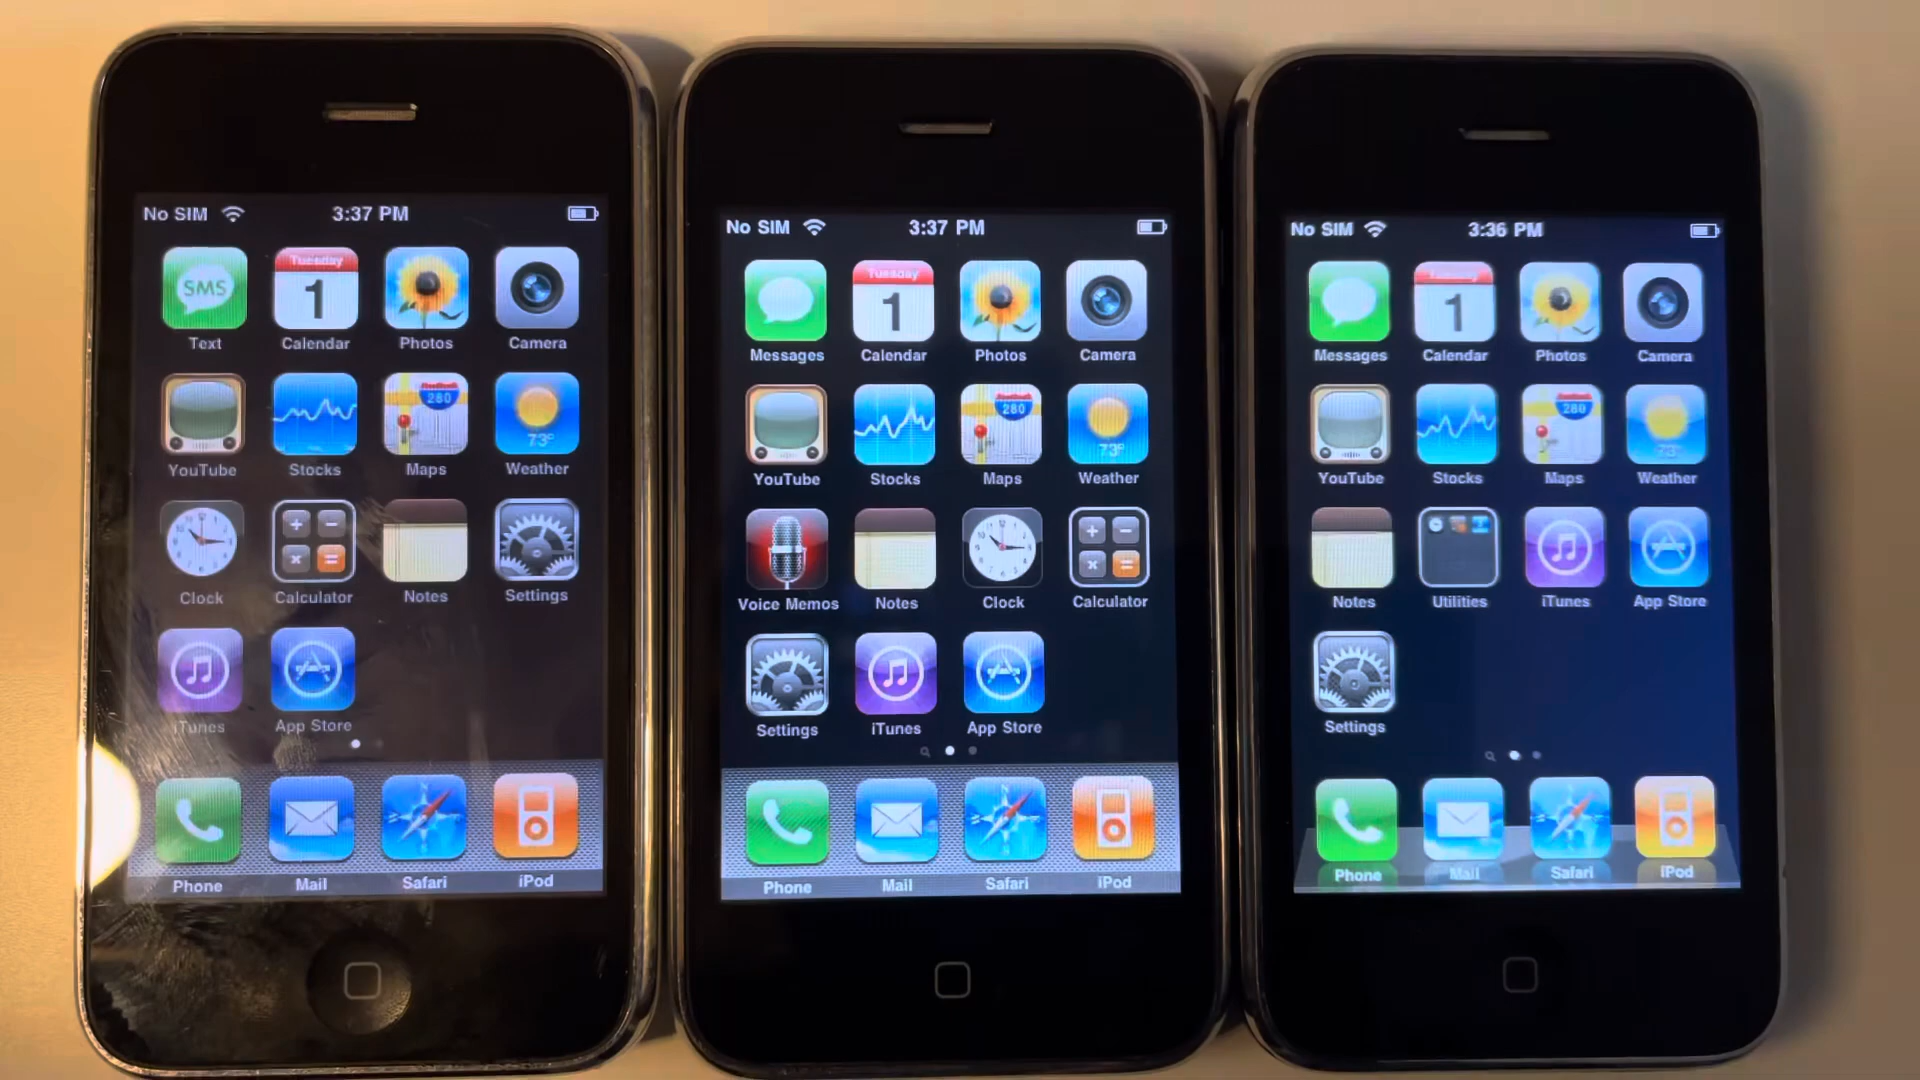 No SIM 3:37 PM
SMS Tuesday 1
Text Calendar Photos Camera
280 73°
YouTube Stocks Maps Weather
Clock Calculator Notes Settings
iTunes App Store
Phone Mail Safari iPod
No SIM 3:37 PM
Tuesday 1
Messages Calendar Photos Camera
280 73°
YouTube Stocks Maps Weather
Voice Memos Notes Clock Calculator
Settings iTunes App Store
N
Phone Mail Safari iPod
No SIM 3:36 PM
Tuesday 1
Messages Calendar Photos Camera
280 73°
YouTube Stocks Maps Weather
Notes Utilities iTunes App Store
Settings
Phone Mail Safari iPod